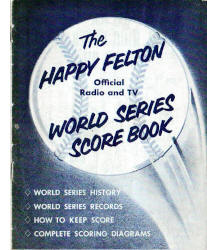 The
HAPPY FELTON
Official
Radio and TV
WORLD SERIES
SCORE BOOK
◇ WORLD SERIES HISTORY
◇ WORLD SERIES RECORDS
◇ HOW TO KEEP SCORE
◇ COMPLETE SCORING DIAGRAMS